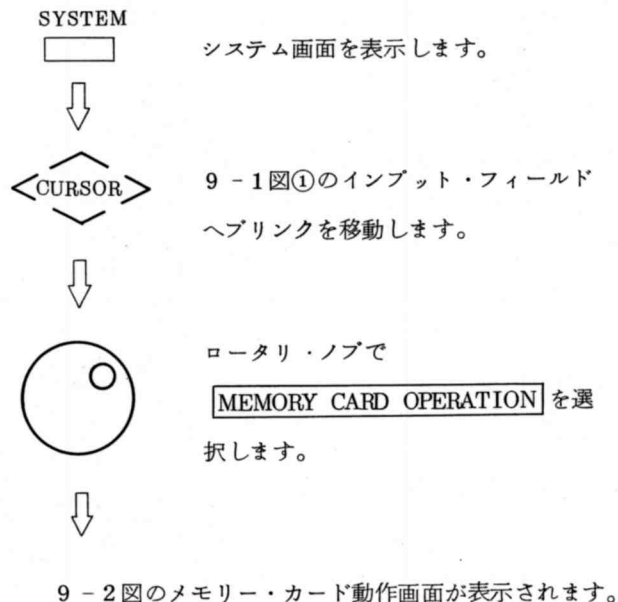 SYSTEM
システム画面を表示します。
CURSOR
9－1図①のインプット・フィールド
へブリンクを移動します。
ロータリ・ノブで
MEMORY CARD OPERATION を選
択します。
9－2図のメモリー・カード動作画面が表示されます。